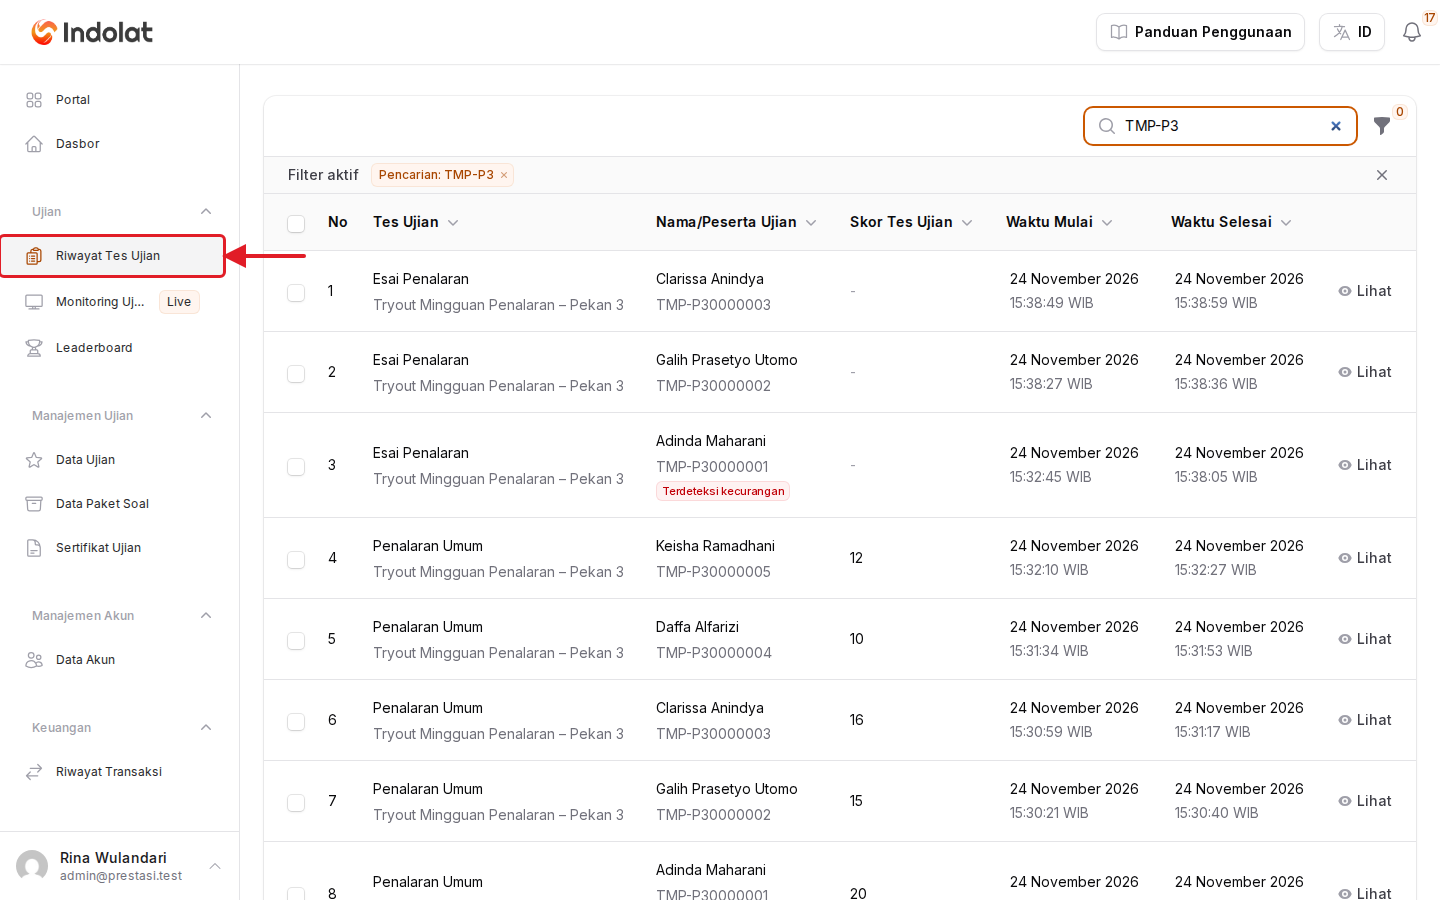 Indolat
Panduan Penggunaan
ID
17
Portal
Dasbor
Ujian
Riwayat Tes Ujian
Monitoring Uj...
Live
Leaderboard
Manajemen Ujian
Data Ujian
Data Paket Soal
Sertifikat Ujian
Manajemen Akun
Data Akun
Keuangan
Riwayat Transaksi
Rina Wulandari
admin@prestasi.test
TMP-P3
0
Filter aktif
Pencarian: TMP-P3 ×
No Tes Ujian Nama/Peserta Ujian Skor Tes Ujian Waktu Mulai Waktu Selesai
1 Esai Penalaran Clarissa Anindya - 24 November 2026 24 November 2026 Lihat
Tryout Mingguan Penalaran – Pekan 3 TMP-P30000003 15:38:49 WIB 15:38:59 WIB
2 Esai Penalaran Galih Prasetyo Utomo - 24 November 2026 24 November 2026 Lihat
Tryout Mingguan Penalaran – Pekan 3 TMP-P30000002 15:38:27 WIB 15:38:36 WIB
3 Esai Penalaran Adinda Maharani - 24 November 2026 24 November 2026 Lihat
Tryout Mingguan Penalaran – Pekan 3 TMP-P30000001 15:32:45 WIB 15:38:05 WIB
Terdeteksi kecurangan
4 Penalaran Umum Keisha Ramadhani 12 24 November 2026 24 November 2026 Lihat
Tryout Mingguan Penalaran – Pekan 3 TMP-P30000005 15:32:10 WIB 15:32:27 WIB
5 Penalaran Umum Daffa Alfarizi 10 24 November 2026 24 November 2026 Lihat
Tryout Mingguan Penalaran – Pekan 3 TMP-P30000004 15:31:34 WIB 15:31:53 WIB
6 Penalaran Umum Clarissa Anindya 16 24 November 2026 24 November 2026 Lihat
Tryout Mingguan Penalaran – Pekan 3 TMP-P30000003 15:30:59 WIB 15:31:17 WIB
7 Penalaran Umum Galih Prasetyo Utomo 15 24 November 2026 24 November 2026 Lihat
Tryout Mingguan Penalaran – Pekan 3 TMP-P30000002 15:30:21 WIB 15:30:40 WIB
8 Penalaran Umum Adinda Maharani 20 24 November 2026 24 November 2026 Lihat
TMP-P30000001